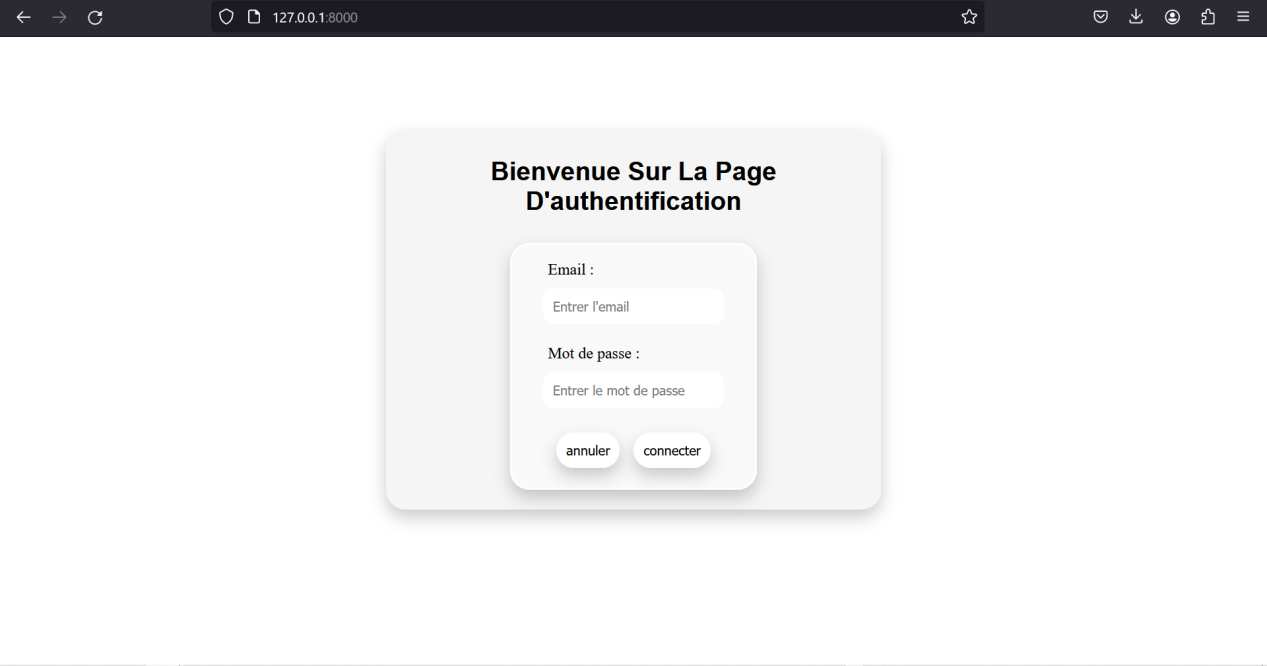 127.0.0.1:8000
Bienvenue Sur La Page
D'authentification
Email :
Entrer l'email
Mot de passe :
Entrer le mot de passe
annuler connecter